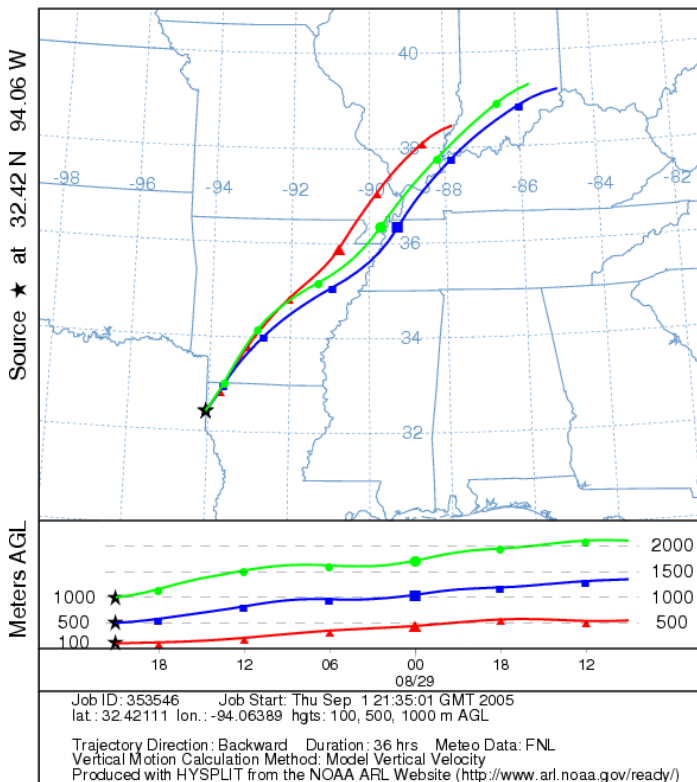 Source ★ at 32.42 N 94.06 W
40
38
-98
-96
-94
-92
-90
-88
-86
-84
-82
36
34
32
Meters AGL
2000
1500
1000 1000
500 500
100
18 12 06 00 18 12
08/29
Job ID: 353546 Job Start: Thu Sep 1 21:35:01 GMT 2005
lat.: 32.42111 lon.: -94.06389 hgts: 100, 500, 1000 m AGL
Trajectory Direction: Backward Duration: 36 hrs Meteo Data: FNL
Vertical Motion Calculation Method: Model Vertical Velocity
Produced with HYSPLIT from the NOAA ARL Website (http://www.arl.noaa.gov/ready/)